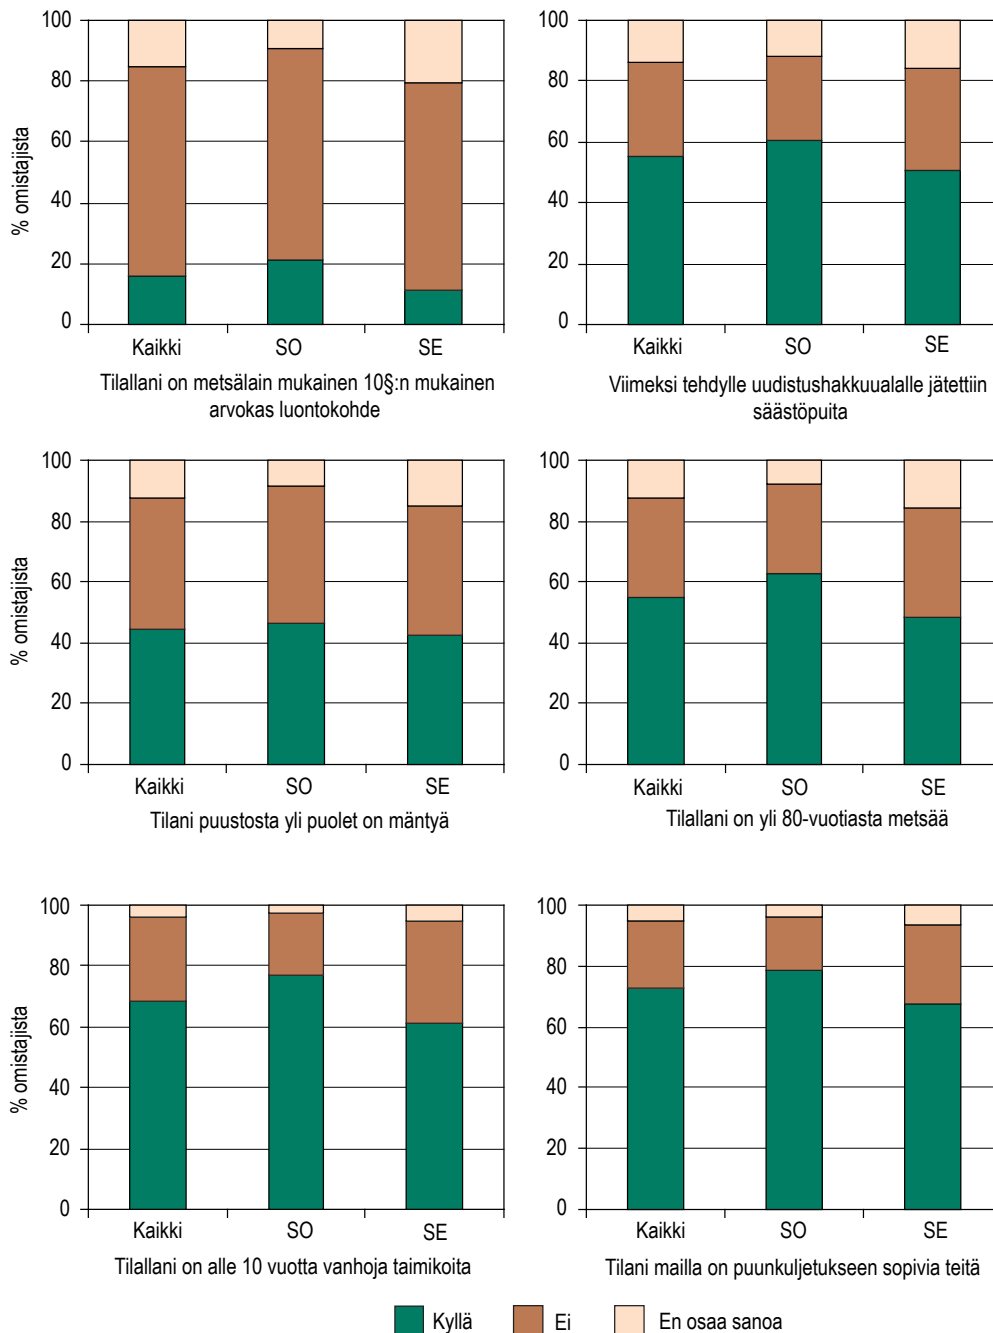 100
80
60
40
20
0
% omistajista
Kaikki SO SE
Tilallani on metsälain mukainen 10§:n mukainen
arvokas luontokohde
100
80
60
40
20
0
Kaikki SO SE
Viimeksi tehdylle uudistushakkuualalle jätettiin
säästöpuita
100
80
60
40
20
0
% omistajista
Kaikki SO SE
Tilani puustosta yli puolet on mäntyä
100
80
60
40
20
0
Kaikki SO SE
Tilallani on yli 80-vuotiasta metsää
100
80
60
40
20
0
% omistajista
Kaikki SO SE
Tilallani on alle 10 vuotta vanhoja taimikoita
100
80
60
40
20
0
Kaikki SO SE
Tilani mailla on puunkuljetukseen sopivia teitä
Kyllä Ei En osaa sanoa